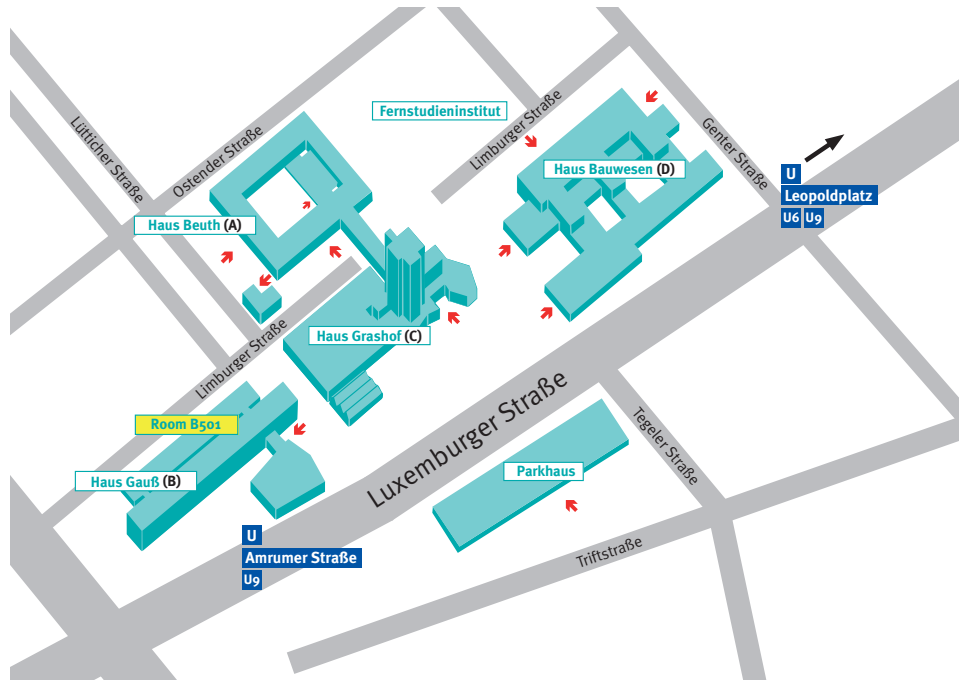 Fernstudieninstitut
Limburger Straße
Genter Straße
Lütticher Straße
Ostender Straße
Haus Bauwesen (D)
U
Leopoldplatz
U6 U9
Haus Beuth (A)
Haus Grashof (C)
Limburger Straße
Luxemburger Straße
Room B501
Tegeler Straße
Haus Gauß (B)
Parkhaus
U
Amrumer Straße
U9
Triftstraße